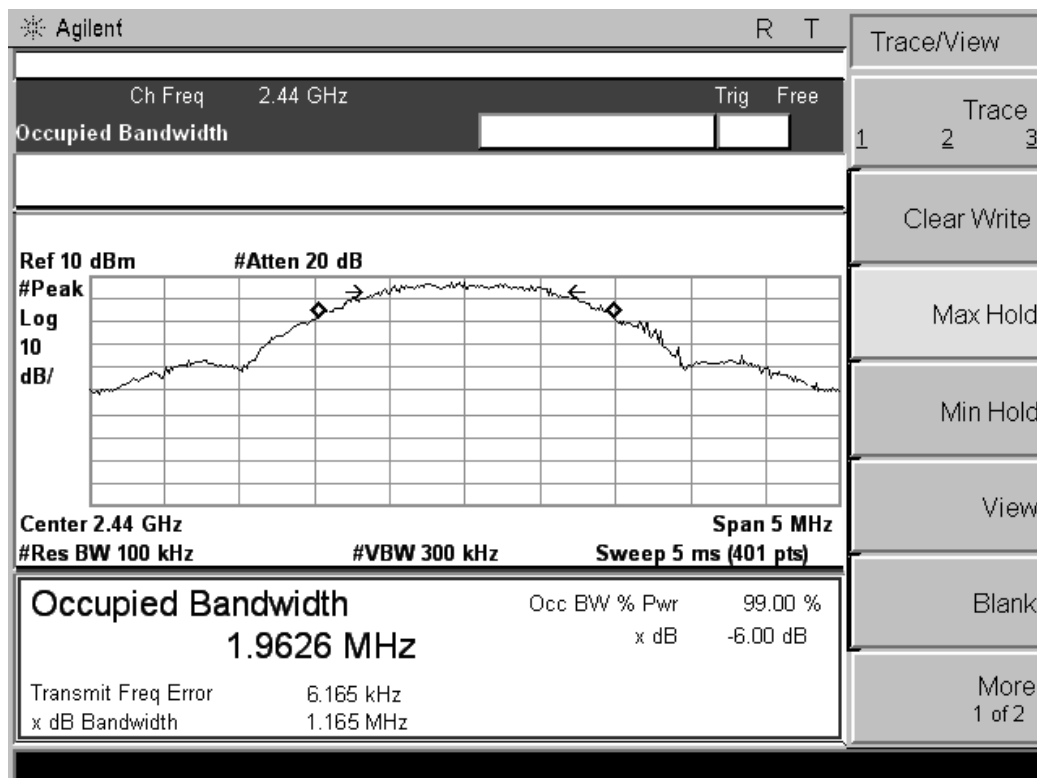 Agilent R T
Trace/View
Ch Freq 2.44 GHz Trig Free
Occupied Bandwidth
Trace
1 2 3
Clear Write
Ref 10 dBm #Atten 20 dB
#Peak
Log
10
dB/
Max Hold
Min Hold
View
Center 2.44 GHz Span 5 MHz
#Res BW 100 kHz #VBW 300 kHz Sweep 5 ms (401 pts)
Occupied Bandwidth Occ BW % Pwr 99.00 %
1.9626 MHz x dB -6.00 dB
Blank
Transmit Freq Error 6.165 kHz
x dB Bandwidth 1.165 MHz
More
1 of 2